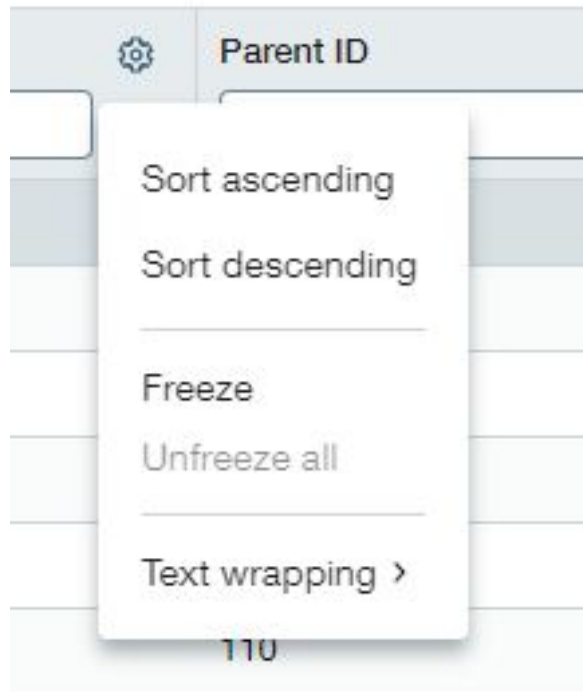 Parent ID
Sort ascending
Sort descending
Freeze
Unfreeze all
Text wrapping >
110